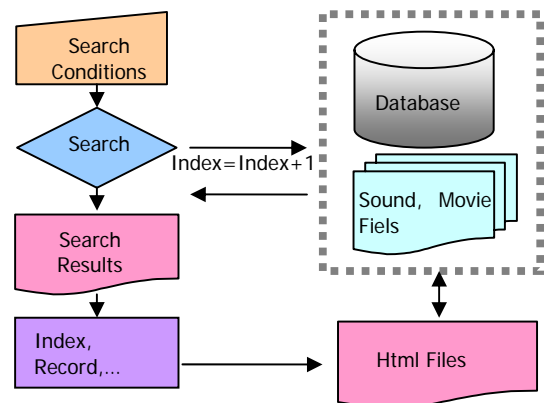 Search
Conditions
Search
Index=Index+1
Database
Sound, Movie
Fiels
Search
Results
Index,
Record,...
Html Files